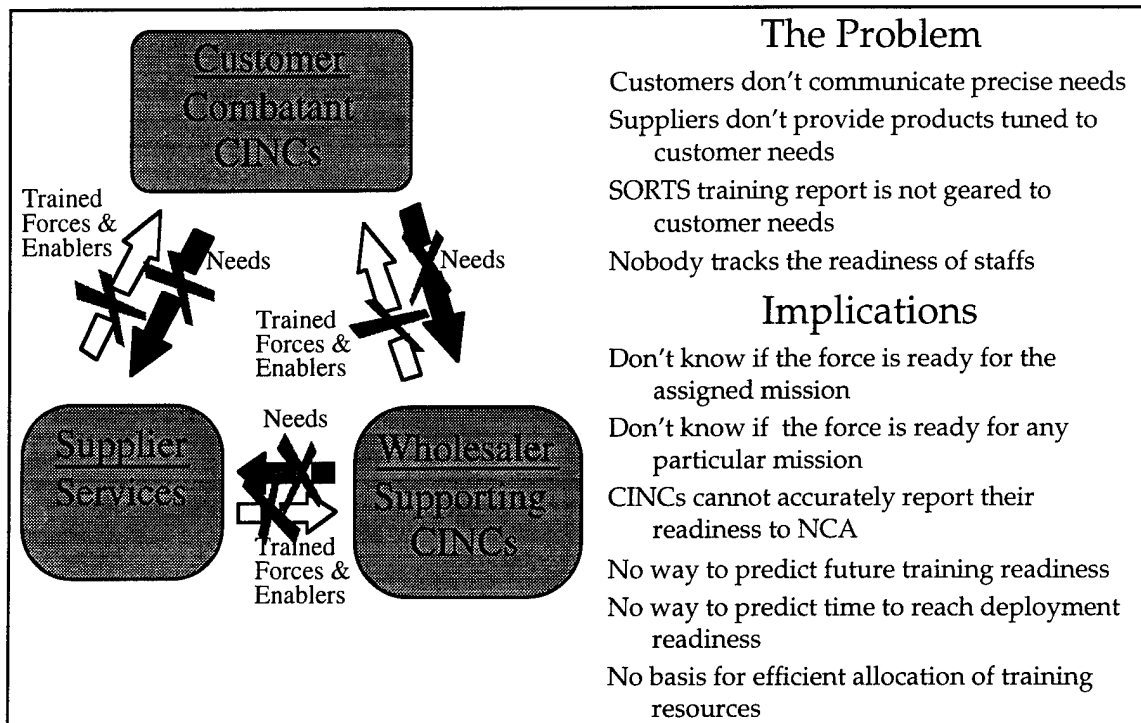 Customer
Combatant
CINCs
Trained
Forces &
Enablers
Needs
Needs
Trained
Forces &
Enablers
Supplier
Services
Needs
Trained
Forces &
Enablers
Wholesaler
Supporting
CINCs
The Problem
Customers don't communicate precise needs
Suppliers don't provide products tuned to
customer needs
SORTS training report is not geared to
customer needs
Nobody tracks the readiness of staffs
Implications
Don't know if the force is ready for the
assigned mission
Don't know if the force is ready for any
particular mission
CINCs cannot accurately report their
readiness to NCA
No way to predict future training readiness
No way to predict time to reach deployment
readiness
No basis for efficient allocation of training
resources